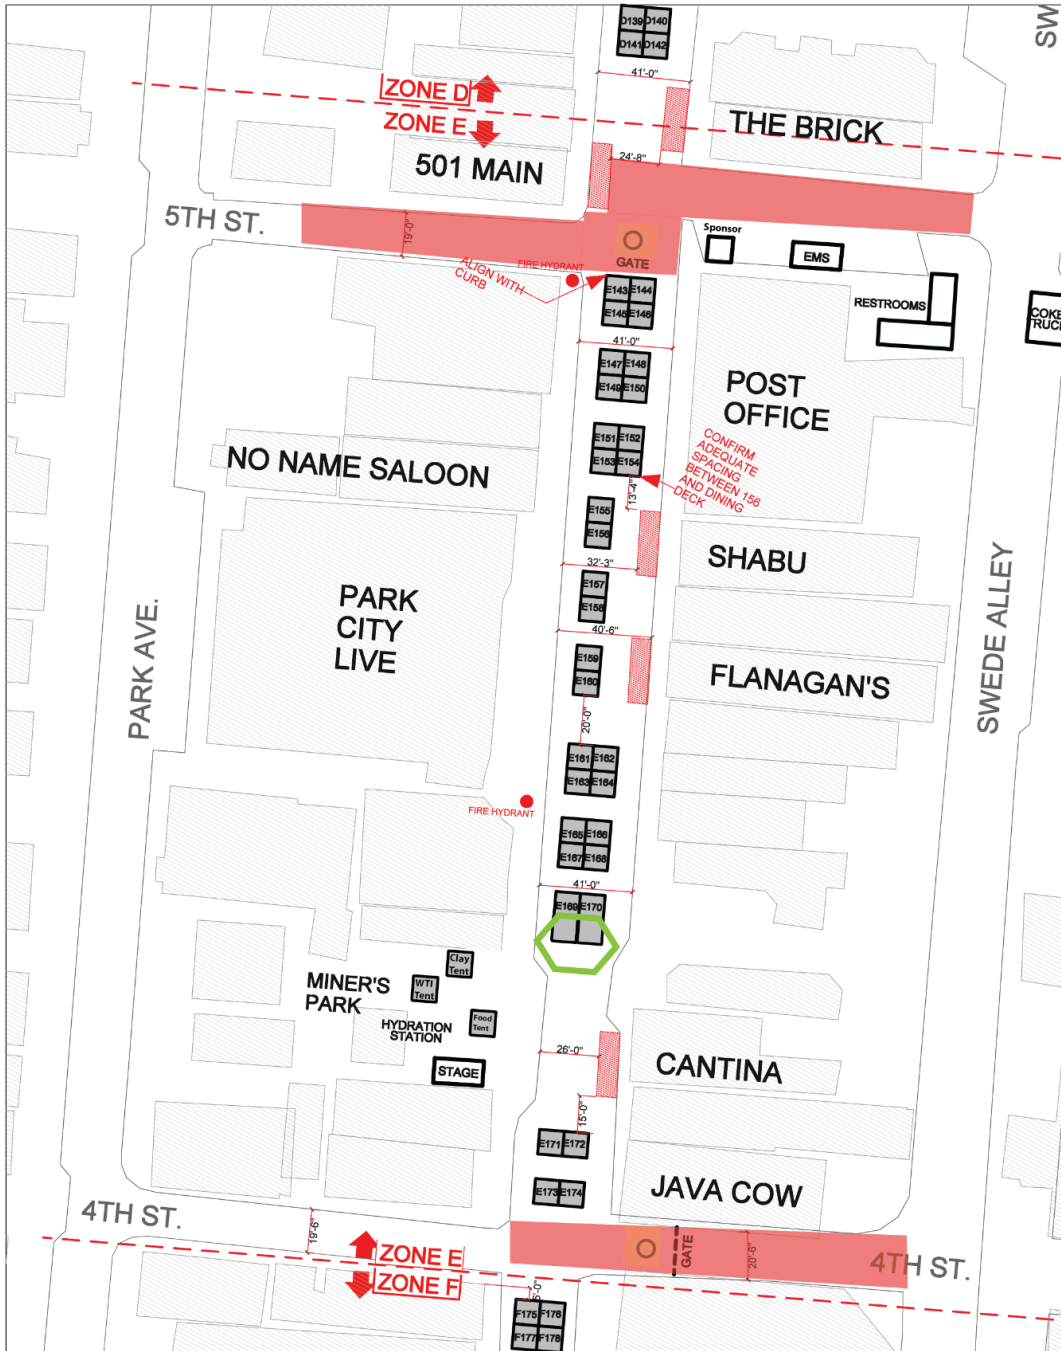 D139 D140
D141 D142
41'-0"
ZONE D
ZONE E
THE BRICK
501 MAIN
24'-8"
5TH ST.
19'-0"
Sponsor
EMS
GATE
FIRE HYDRANT
ALIGN WITH
CURB
RESTROOMS
COKE
TRUC
SW
E143 E144
E145 E146
41'-0"
E147 E148
E149 E150
POST
OFFICE
E151 E152
E153 E154
CONFIRM
ADEQUATE
SPACING
BETWEEN 156
AND DINING
DECK
13'-4"
NO NAME SALOON
E155
E156
SHABU
32'-3"
SWEDE ALLEY
PARK AVE.
PARK
CITY
LIVE
E157
E158
40'-6"
E159
E160
FLANAGAN'S
20'-0"
E161 E162
E163 E164
FIRE HYDRANT
E165 E166
E167 E168
41'-0"
E169 E170
Clay
Tent
WTI
Tent
MINER'S
PARK
Food
Tent
HYDRATION
STATION
STAGE
26'-0"
CANTINA
15'-0"
E171 E172
E173 E174
JAVA COW
4TH ST.
19'-6"
ZONE E
ZONE F
GATE
20'-6"
4TH ST.
5'-0"
F175 F176
F177 F178